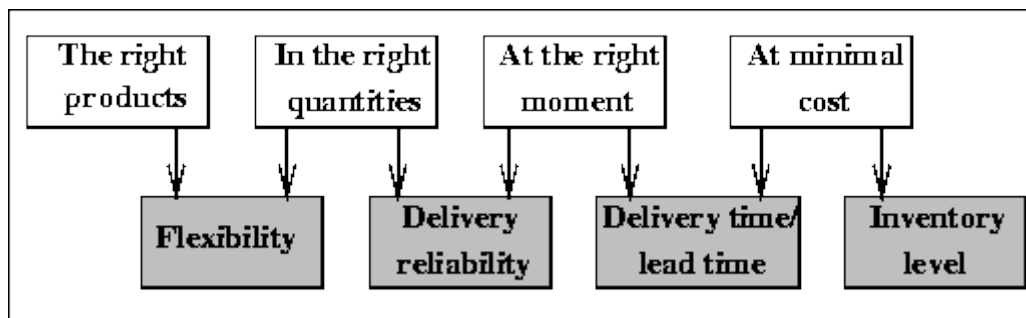 The right
products
In the right
quantities
At the right
moment
At minimal
cost
Flexibility
Delivery
reliability
Delivery time/
lead time
Inventory
level